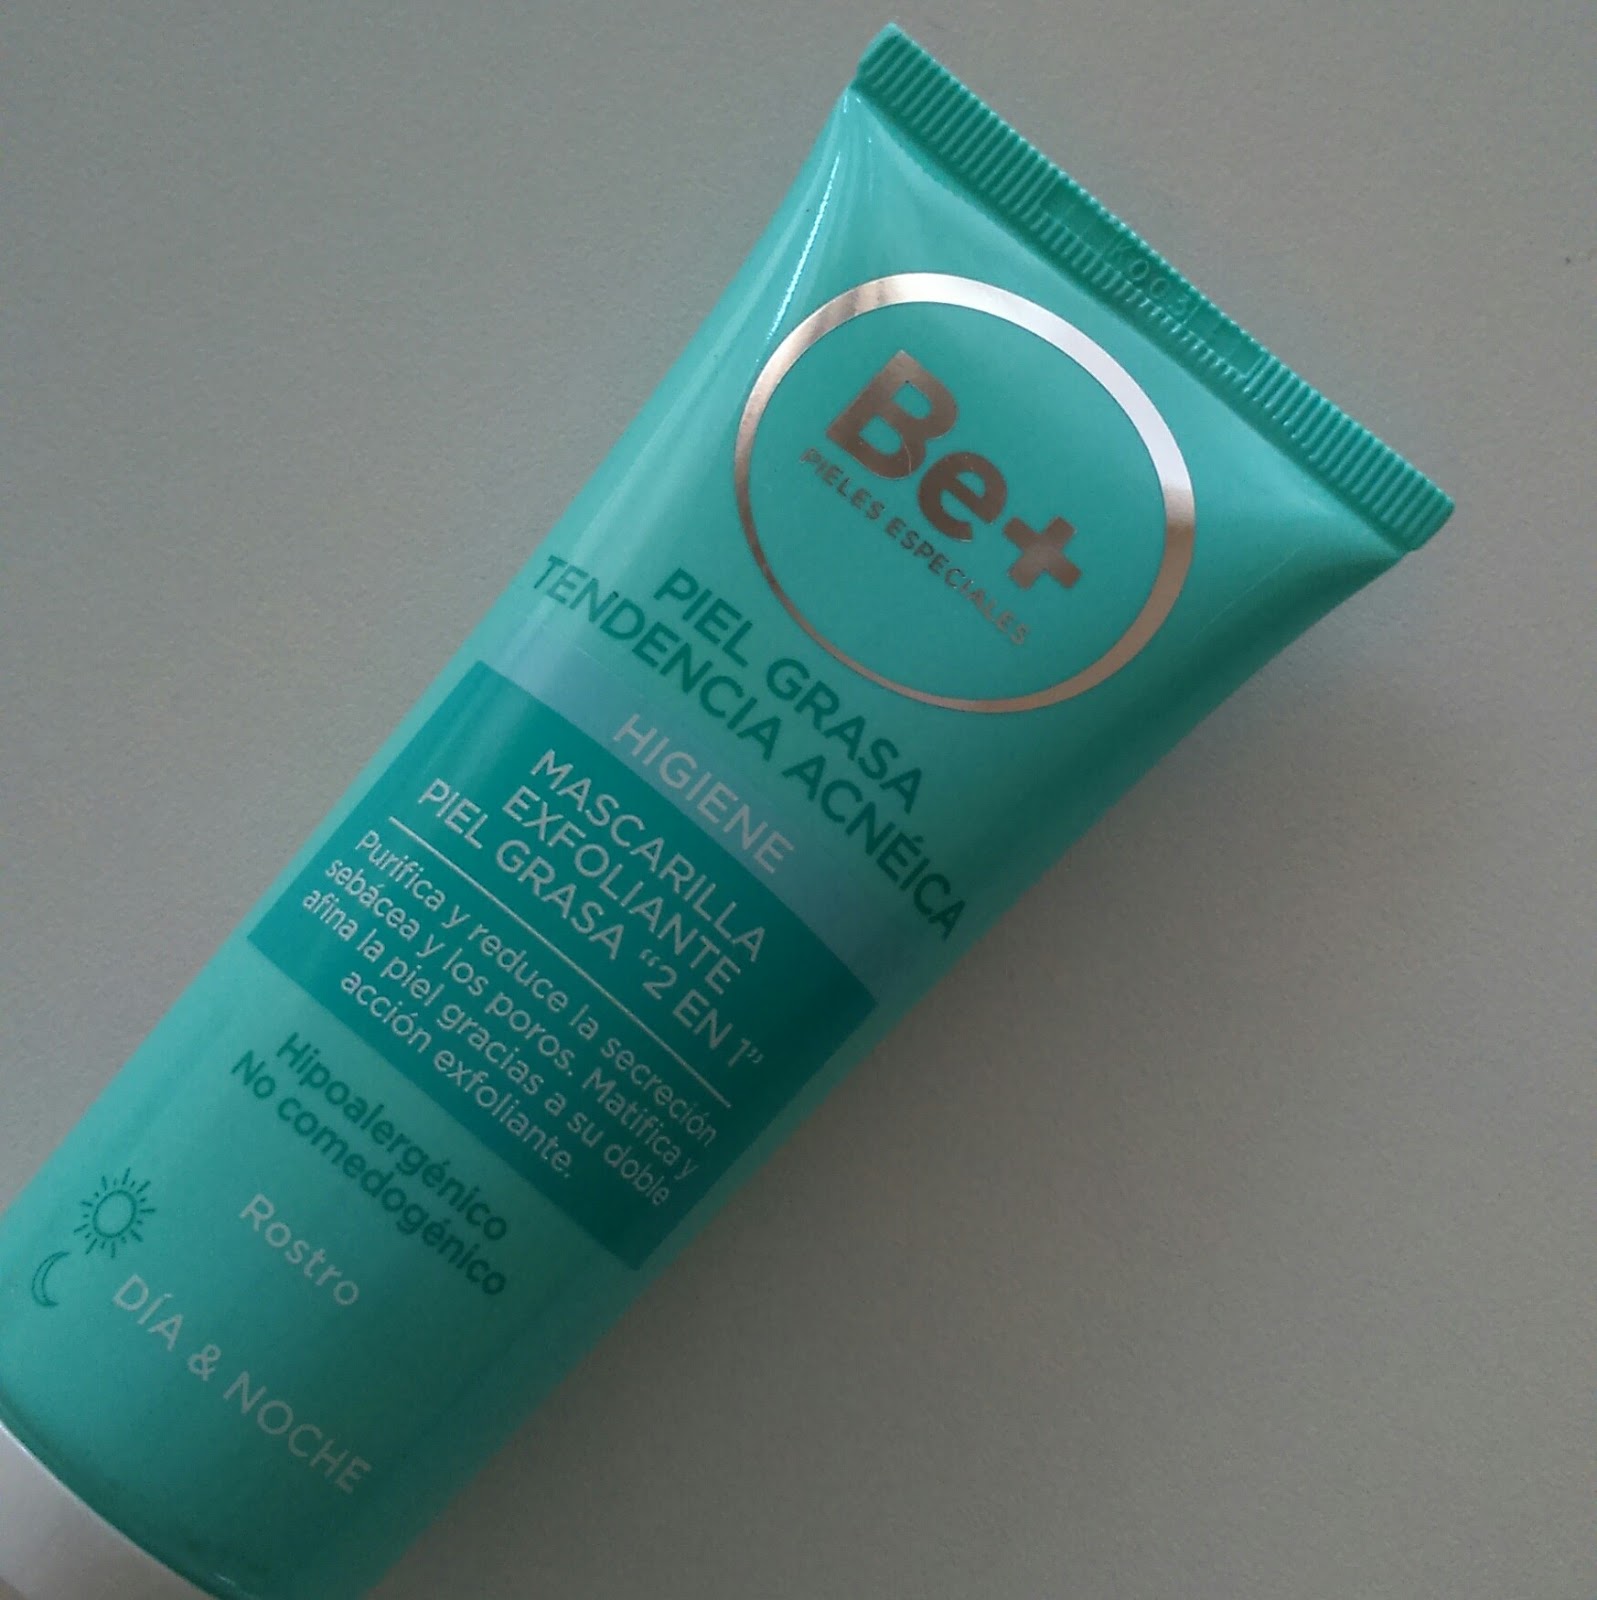 Be+
PIELES ESPECIALES
PIEL GRASA
TENDENCIA ACNÉICA
HIGIENE
MASCARILLA
EXFOLIANTE
PIEL GRASA “2 EN 1”
Purifica y reduce la secreción
sebácea y los poros. Matifica y
afina la piel gracias a su doble
acción exfoliante.
Hipoalergénico
No comedogénico
Rostro
DÍA & NOCHE